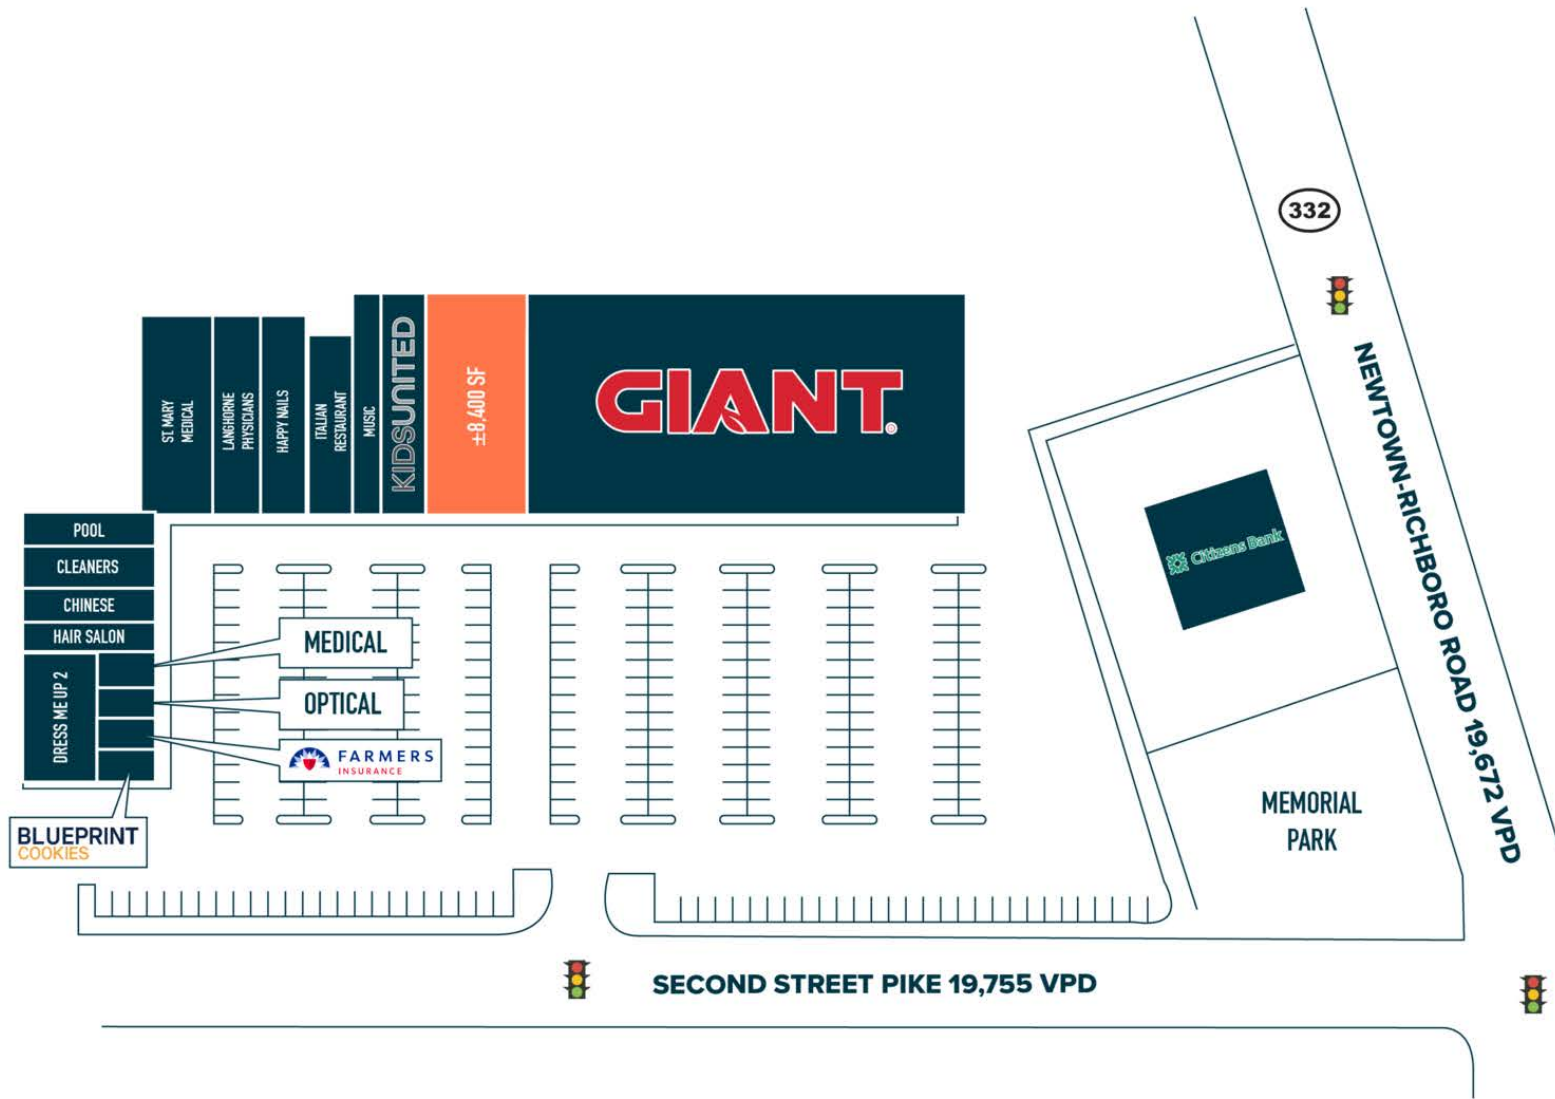 332
NEWTOWN-RICHBORO ROAD 19,672 VPD
ST. MARY
MEDICAL
LANGHORNE
PHYSICIANS
HAPPY NAILS
ITALIAN
RESTAURANT
MUSIC
KIDSUNITED
±8,400 SF
GIANT
Citizens Bank
POOL
CLEANERS
CHINESE
HAIR SALON
DRESS ME UP 2
MEDICAL
OPTICAL
FARMERS
INSURANCE
BLUEPRINT
COOKIES
MEMORIAL
PARK
SECOND STREET PIKE 19,755 VPD